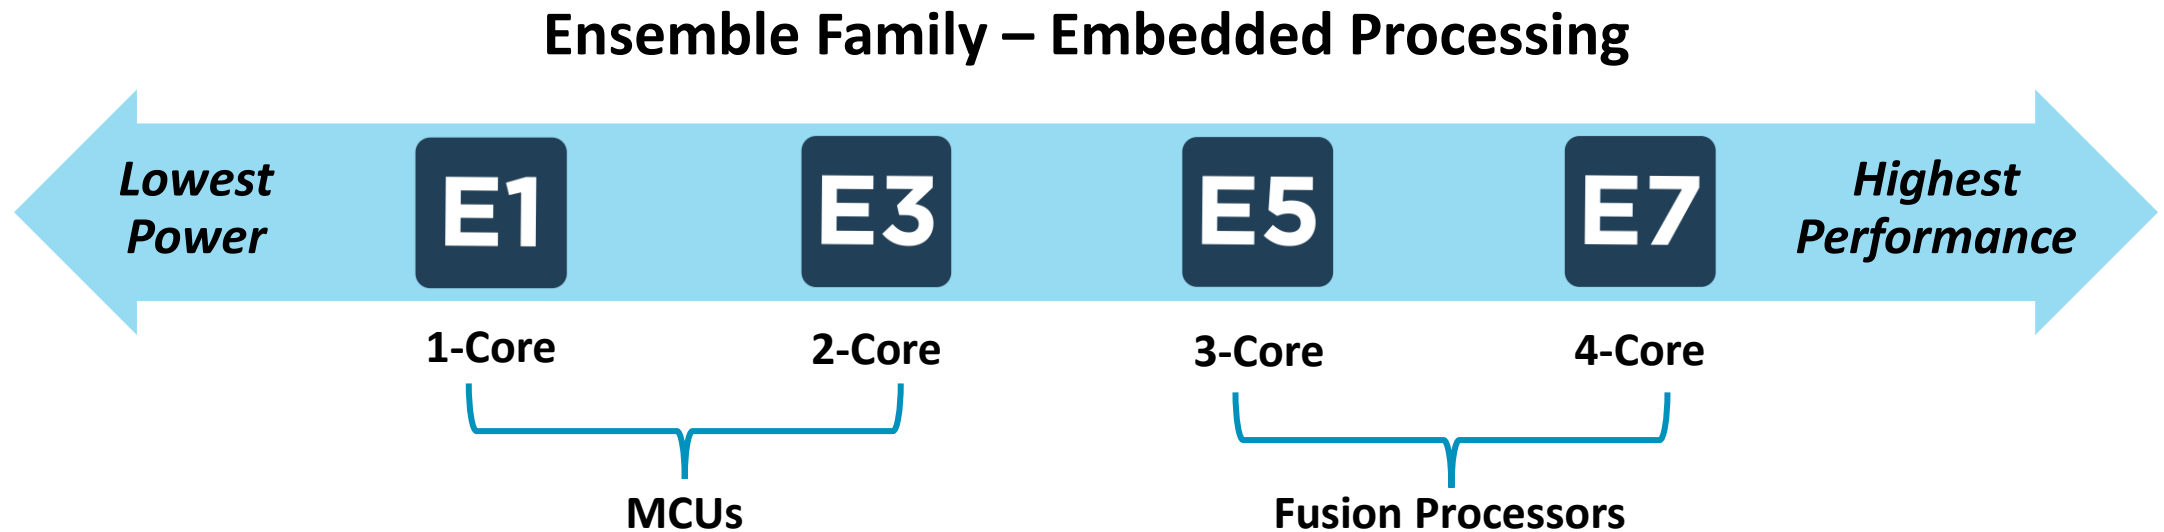 Ensemble Family – Embedded Processing
Lowest
Power
E1
E3
E5
E7
Highest
Performance
1-Core
2-Core
3-Core
4-Core
MCUs
Fusion Processors